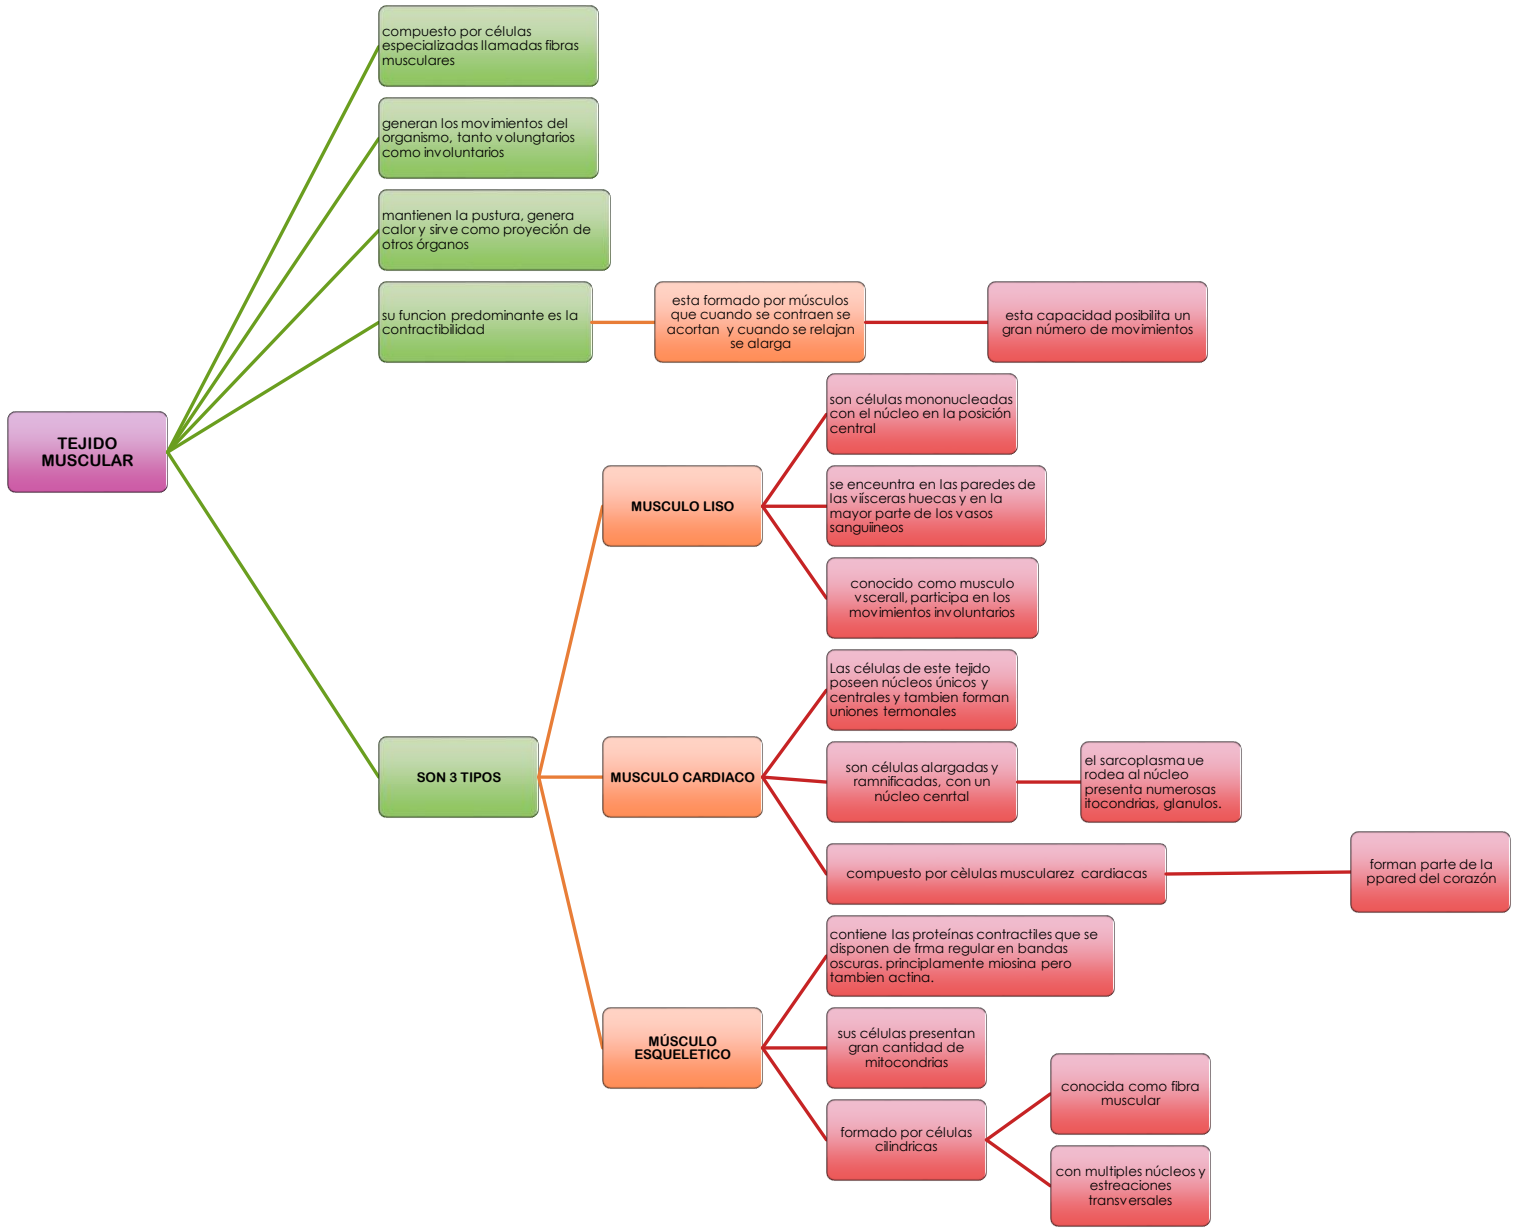 compuesto por células
especializadas llamadas fibras
musculares
generan los movimientos del
organismo, tanto volungtarios
como involuntarios
mantienen la pustura, genera
calor y sirve como proyeción de
otros órganos
su funcion predominante es la
contractibilidad
esta formado por músculos
que cuando se contraen se
acortan y cuando se relajan
se alarga
esta capacidad posibilita un
gran número de movimientos
TEJIDO
MUSCULAR
SON 3 TIPOS
MUSCULO LISO
son células mononucleadas
con el núcleo en la posición
central
se enceuntra en las paredes de
las viísceras huecas y en la
mayor parte de los vasos
sanguiíneos
conocido como musculo
vscerall, participa en los
movimientos involuntarios
MUSCULO CARDIACO
Las células de este tejido
poseen núcleos únicos y
centrales y tambien forman
uniones termonales
son células alargadas y
ramnificadas, con un
núcleo cenrtal
el sarcoplasma ue
rodea al núcleo
presenta numerosas
itocondrias, glanulos.
compuesto por cèlulas muscularez cardiacas
forman parte de la
ppared del corazón
MÚSCULO
ESQUELETICO
contiene las proteínas contractiles que se
disponen de frma regular en bandas
oscuras. principlamente miosina pero
tambien actina.
sus células presentan
gran cantidad de
mitocondrias
formado por células
cilindricas
conocida como fibra
muscular
con multiples núcleos y
estreaciones
transversales